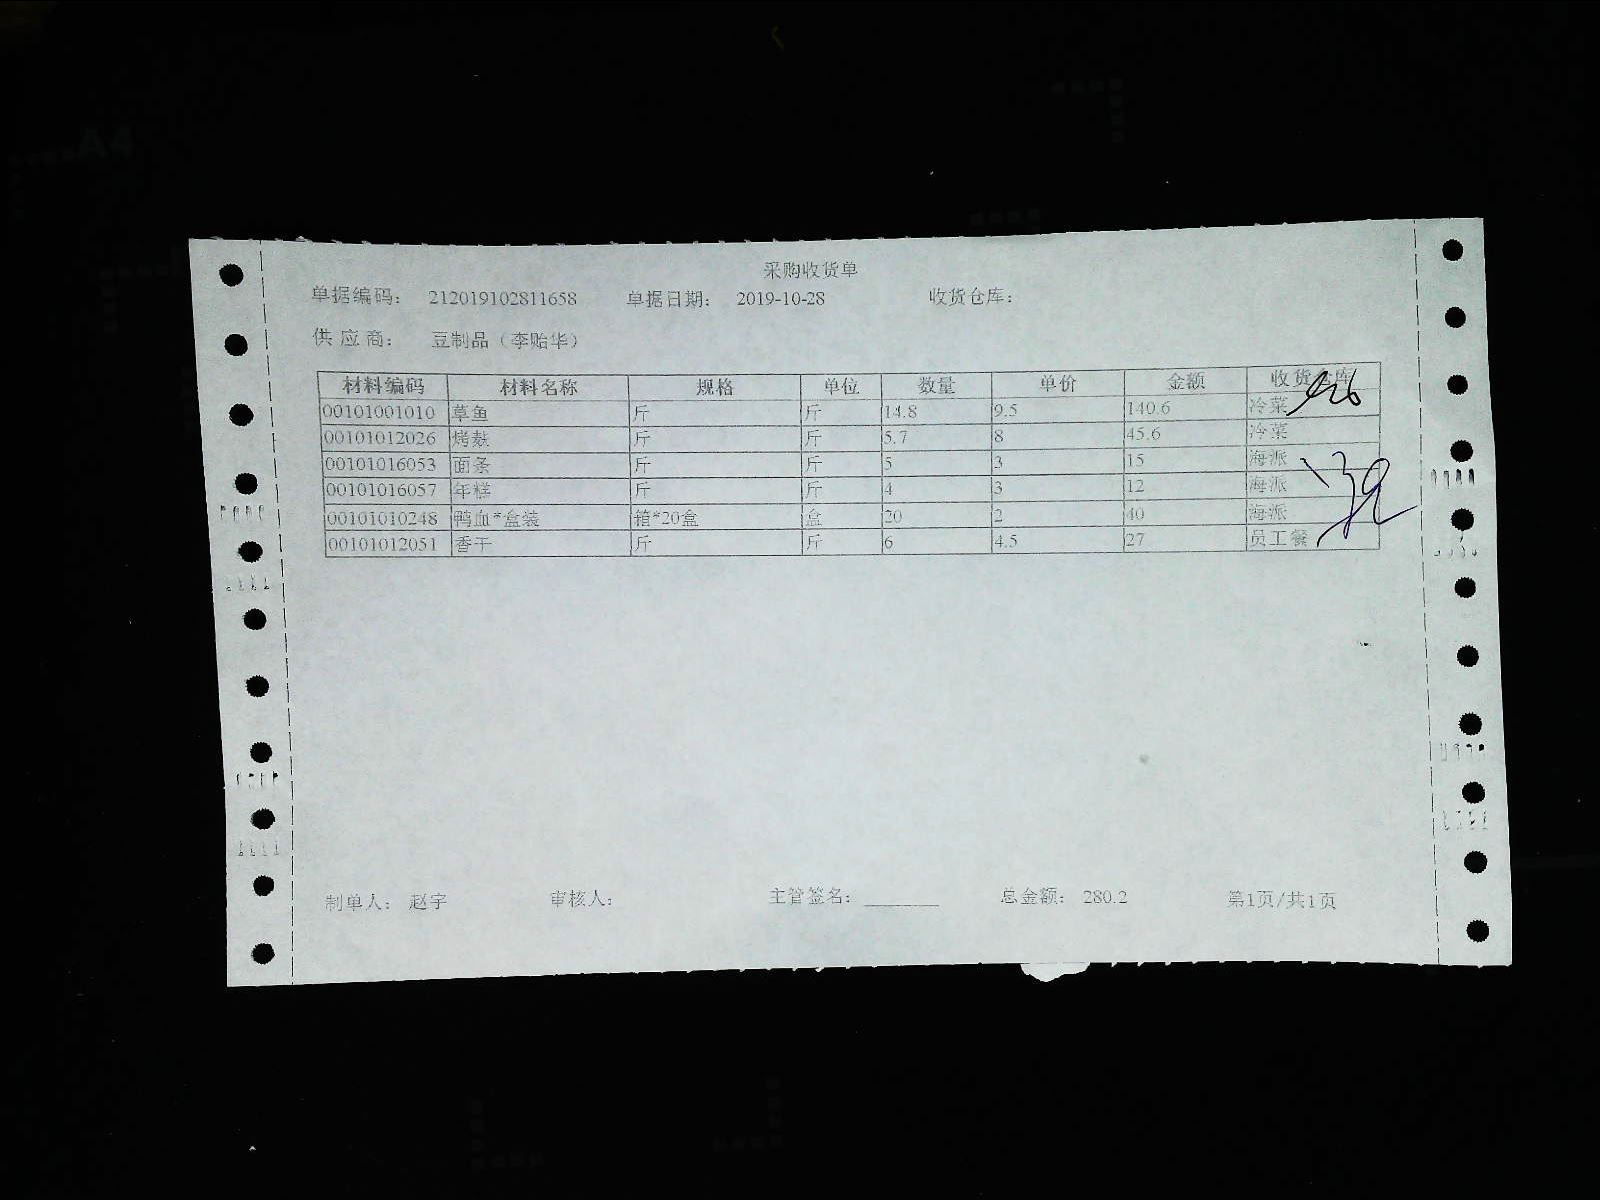 采购收货单
单据编码: 212019102811658 单据日期: 2019-10-28 收货仓库:
供应商: 豆制品（李贻华）
材料编码 材料名称 规格 单位 数量 单价 金额 收货仓库
00101001010 草鱼 斤 斤 14.8 9.5 140.6 冷菜
00101012026 烤麸 斤 斤 5.7 8 45.6 冷菜
00101016053 面条 斤 斤 5 3 15 海派
00101016057 年糕 斤 斤 4 3 12 海派
00101010248 鸭血*盒装 箱*20盒 盒 20 2 40 海派
00101012051 香干 斤 斤 6 4.5 27 员工餐
制单人: 赵宇 审核人: 主管签名: ________ 总金额: 280.2 第1页/共1页